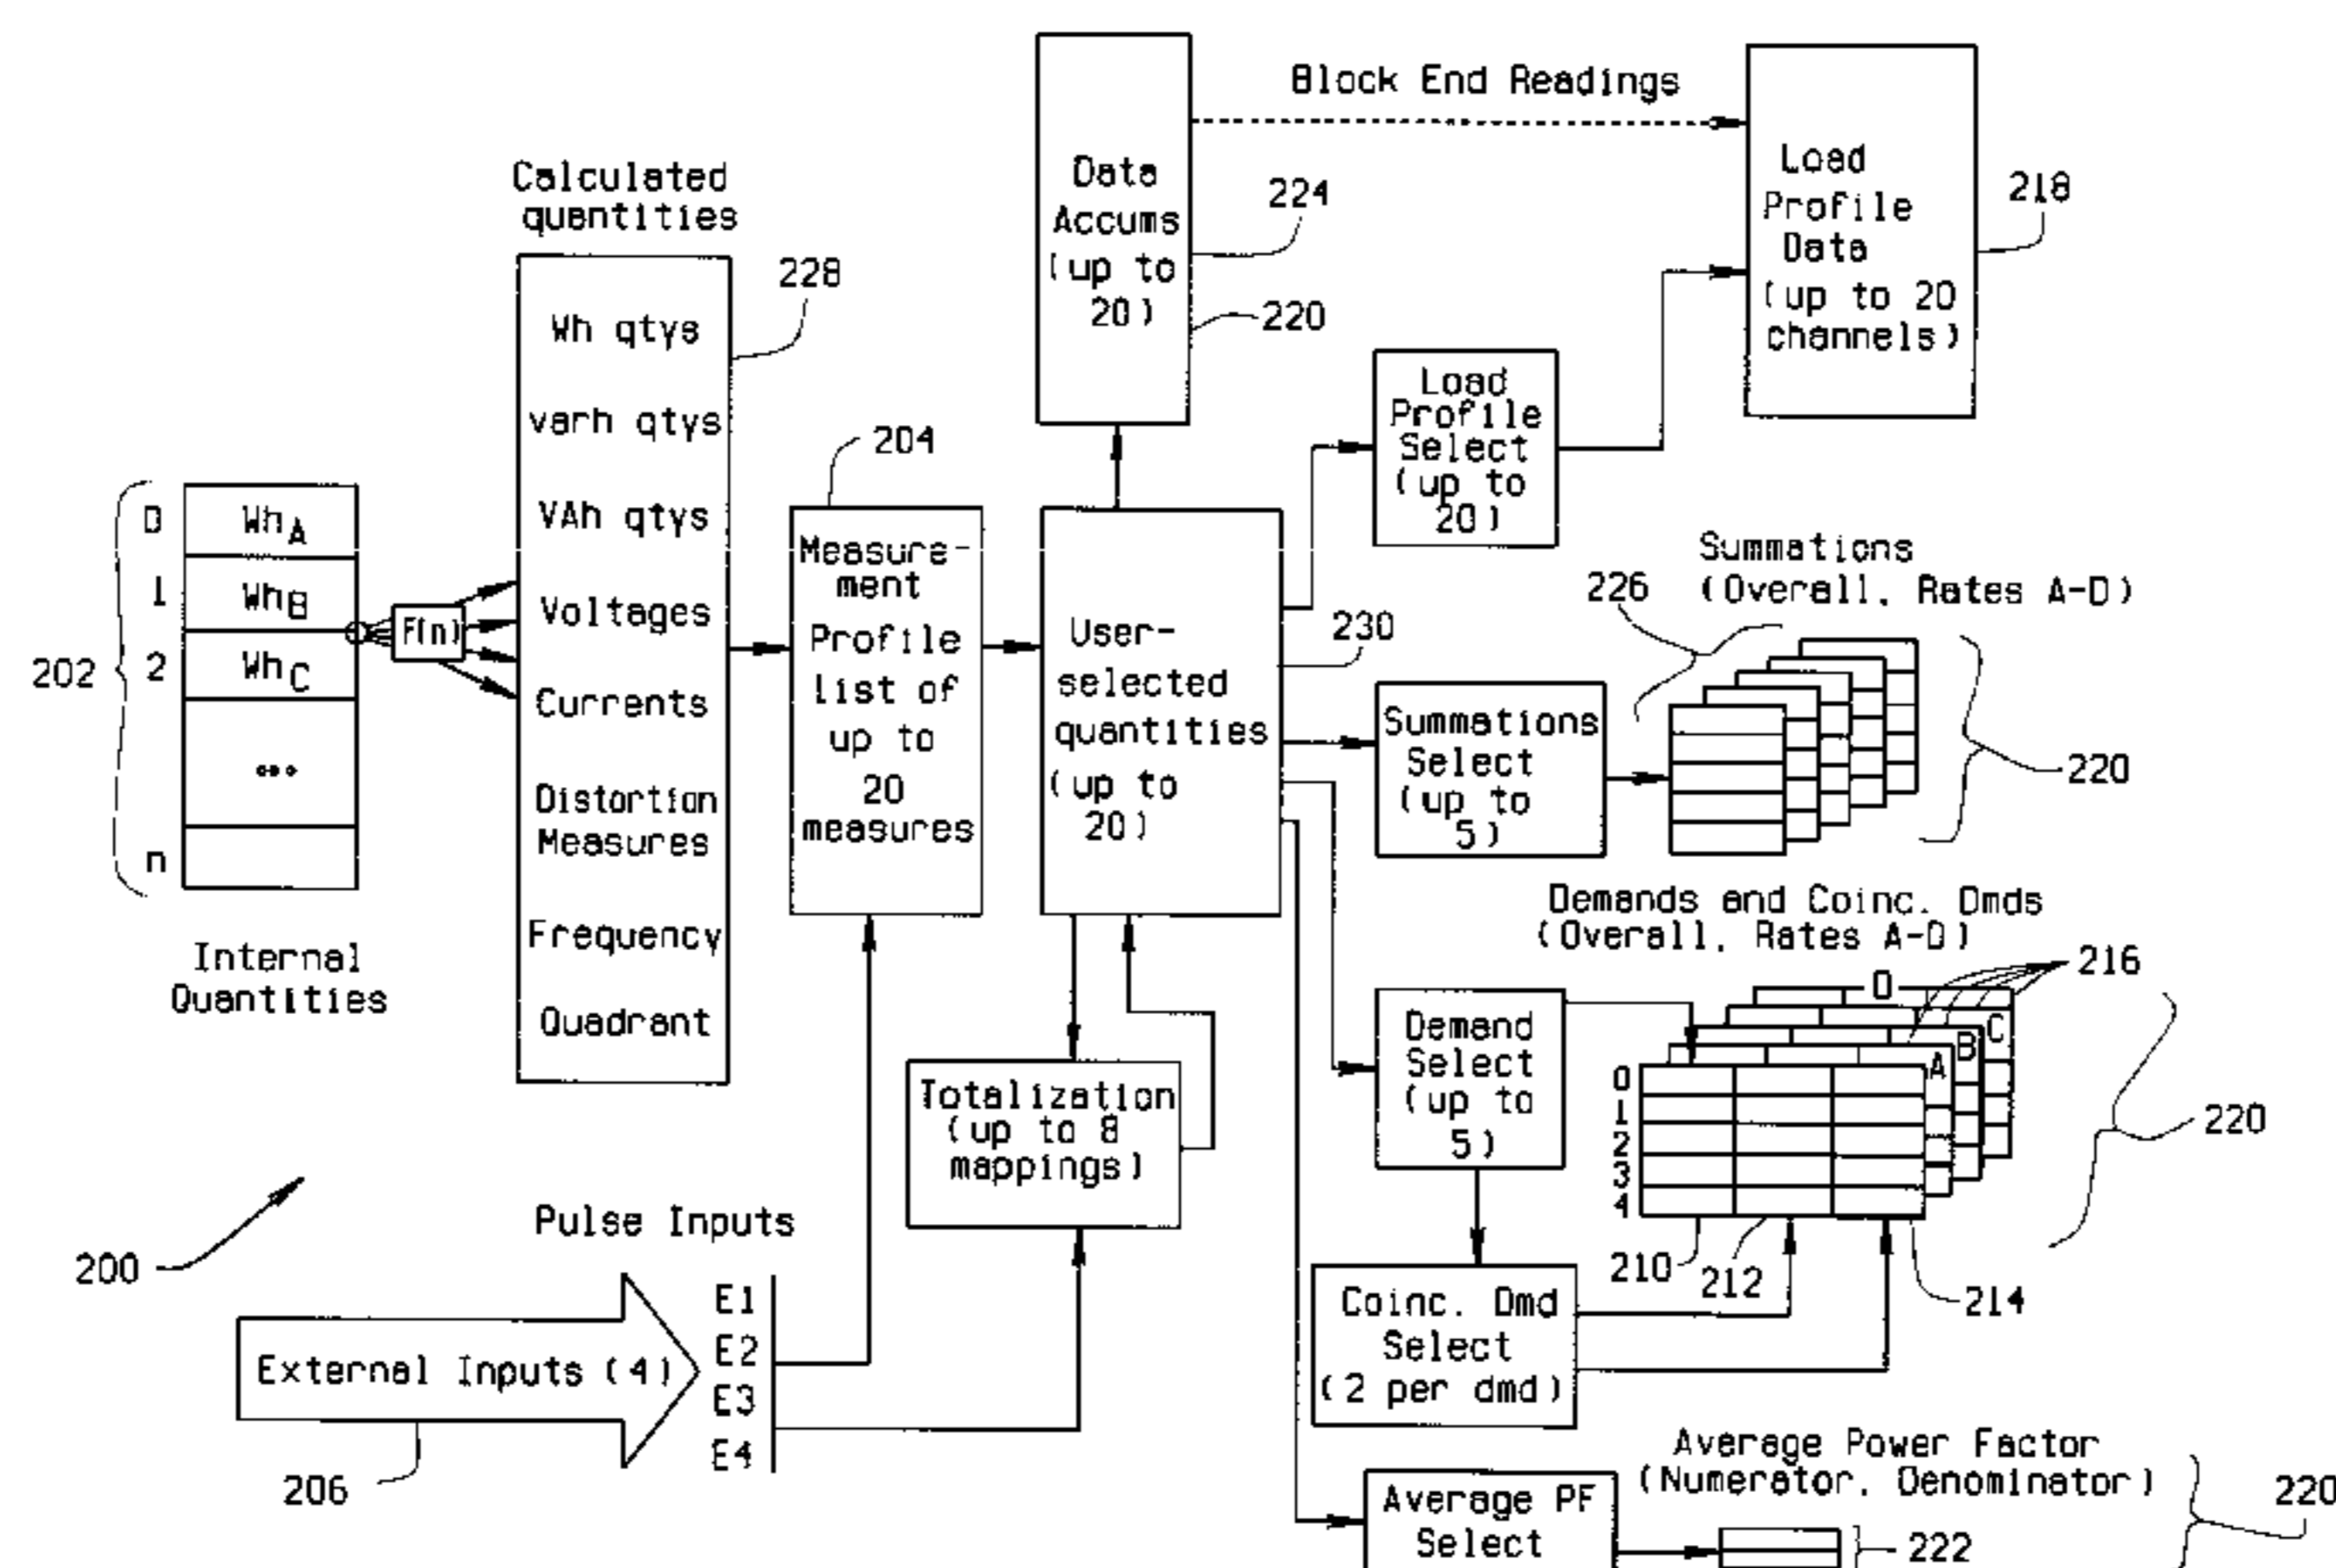 Block End Readings
Data
Accums
(up to
20)
224
220
Load
Profile
Data
(up to 20
channels)
218
Calculated
quantities
228
Wh qtys
varh qtys
VAh qtys
Voltages
Currents
Distortion
Measures
Frequency
Quadrant
202
0
WhA
1
WhB
2
WhC
...
n
Internal
Quantities
F(n)
204
Measure-
ment
Profile
list of
up to
20
measures
User-
selected
quantities
(up to
20)
230
Load
Profile
Select
(up to
20)
Summations
(Overall, Rates A-D)
226
Summations
Select
(up to
5)
220
Demands and Coinc. Dmds
(Overall, Rates A-D)
216
D
C
B
A
Demand
Select
(up to
5)
0
1
2
3
4
220
210
212
214
Totalization
(up to 8
mappings)
200
Pulse Inputs
External Inputs (4)
E1
E2
E3
E4
206
Coinc. Dmd
Select
(2 per dmd)
Average Power Factor
(Numerator, Denominator)
220
Average PF
Select
222